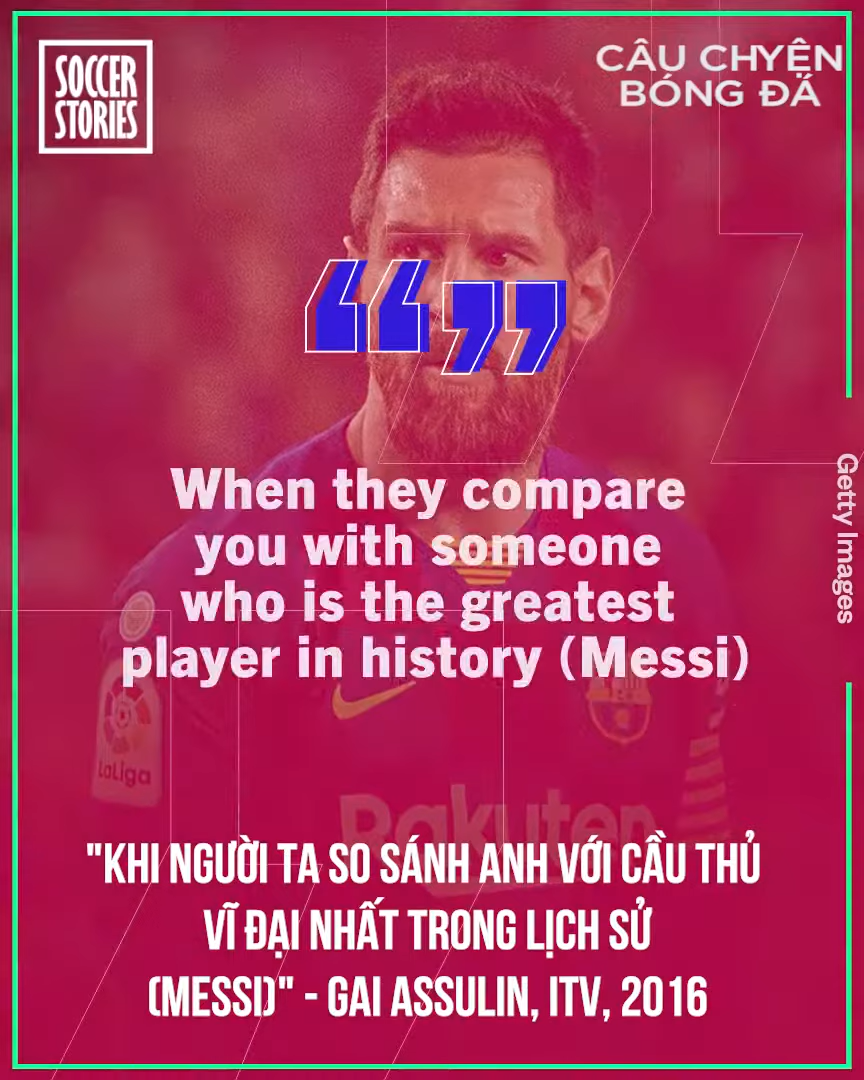 SOCCER
STORIES
CÂU CHYỆN
BÓNG ĐÁ
“ ”
When they compare
you with someone
who is the greatest
player in history (Messi)
Getty Images
LaLiga
Rakuten
"KHI NGƯỜI TA SO SÁNH ANH VỚI CẦU THỦ
VĨ ĐẠI NHẤT TRONG LỊCH SỬ
(MESSI)" - GAI ASSULIN, ITV, 2016